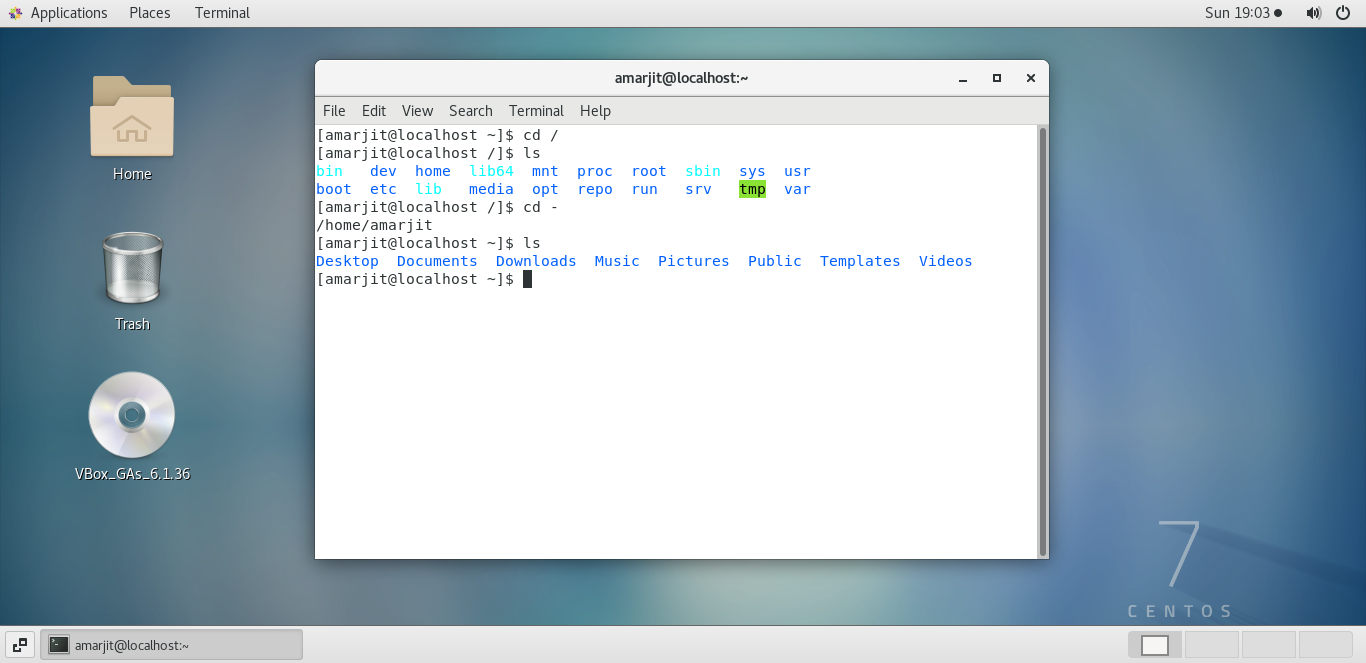 Applications Places Terminal Sun 19:03
amarjit@localhost:~
File Edit View Search Terminal Help
[amarjit@localhost ~]$ cd /
[amarjit@localhost /]$ ls
bin dev home lib64 mnt proc root sbin sys usr
boot etc lib media opt repo run srv tmp var
[amarjit@localhost /]$ cd -
/home/amarjit
[amarjit@localhost ~]$ ls
Desktop Documents Downloads Music Pictures Public Templates Videos
[amarjit@localhost ~]$
Home
Trash
VBox_GAs_6.1.36
7
CENTOS
amarjit@localhost:~